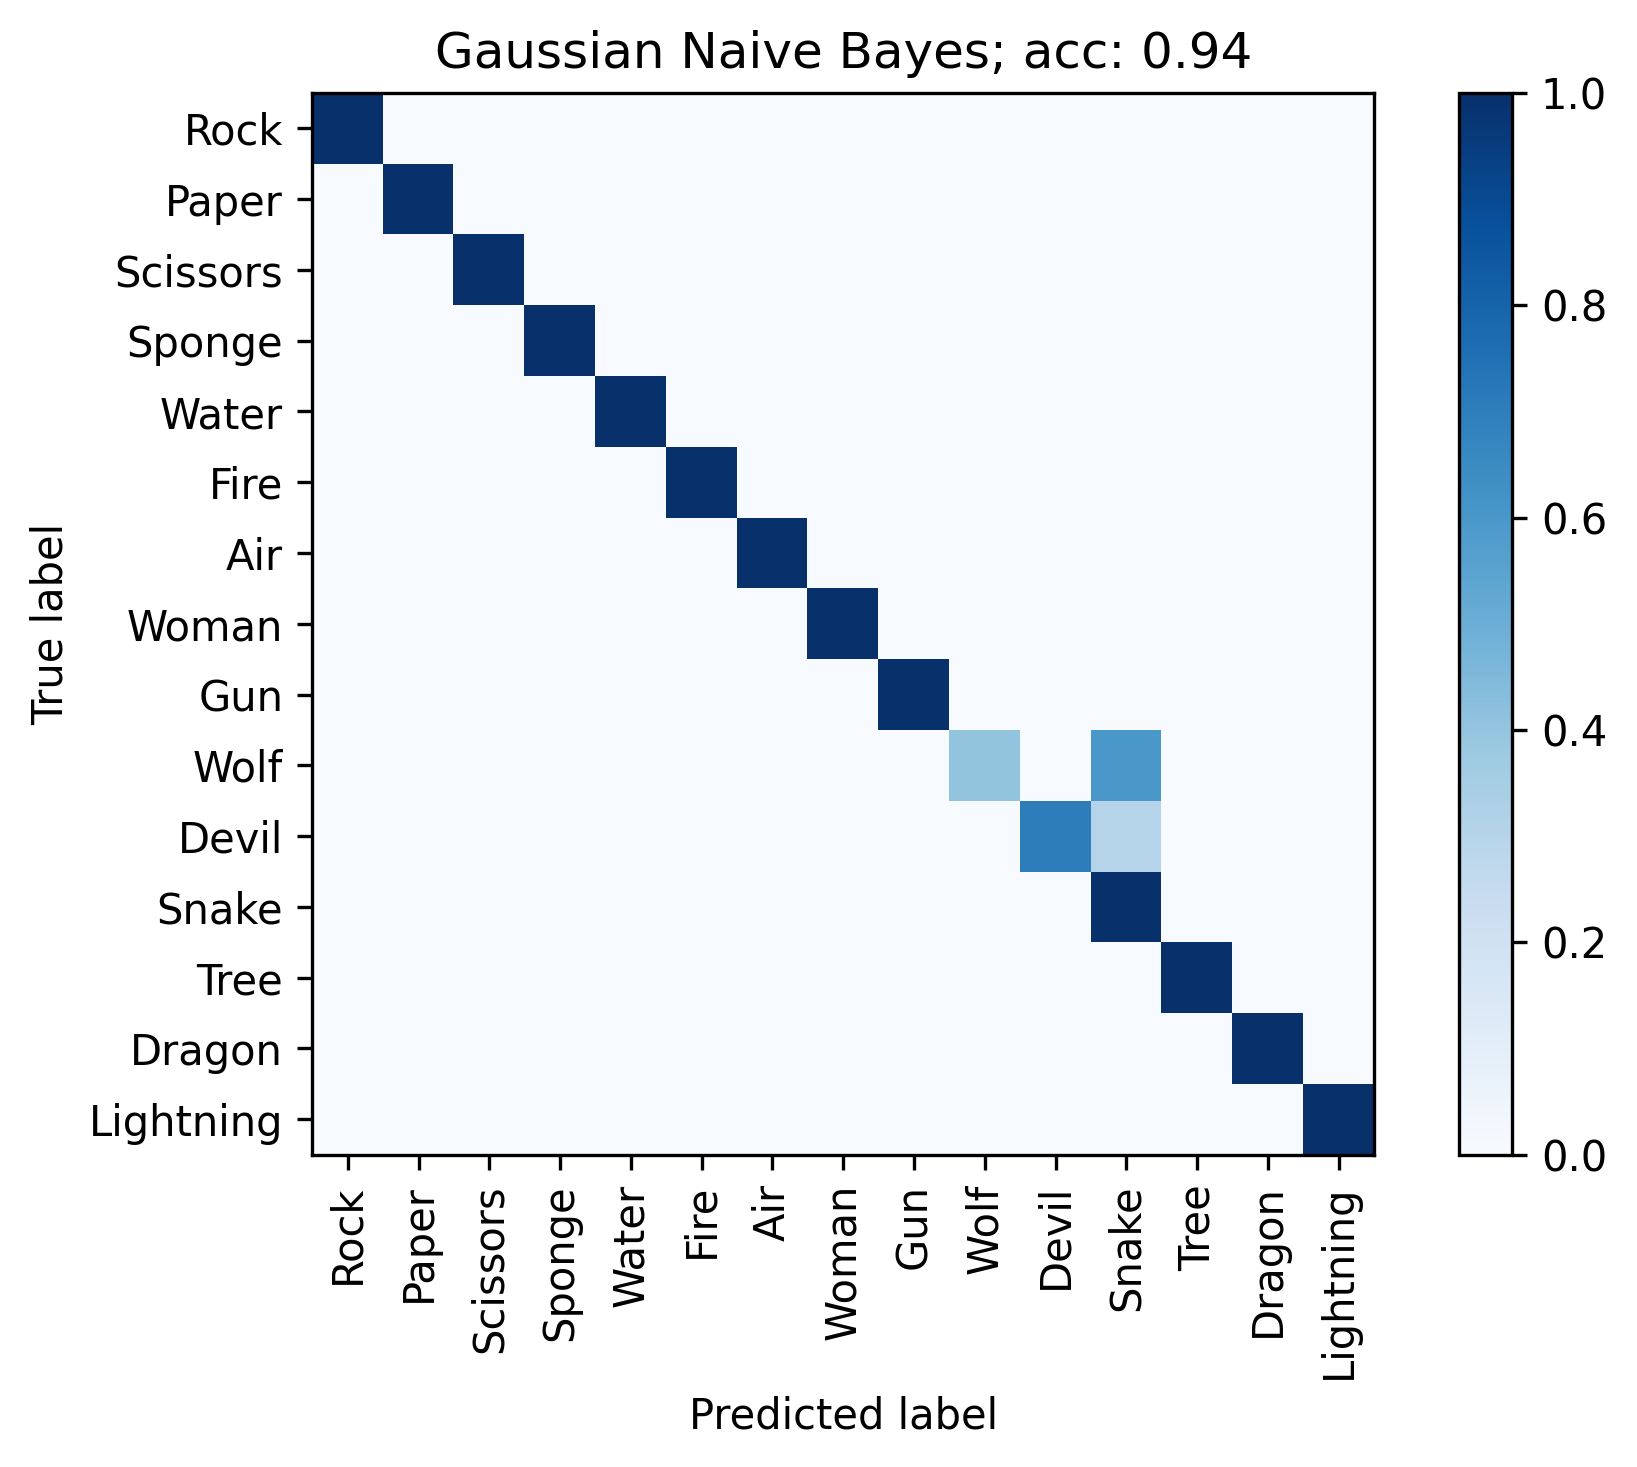 Gaussian Naive Bayes; acc: 0.94
True label
Rock
Paper
Scissors
Sponge
Water
Fire
Air
Woman
Gun
Wolf
Devil
Snake
Tree
Dragon
Lightning
Rock
Paper
Scissors
Sponge
Water
Fire
Air
Woman
Gun
Wolf
Devil
Snake
Tree
Dragon
Lightning
Predicted label
1.0
0.8
0.6
0.4
0.2
0.0